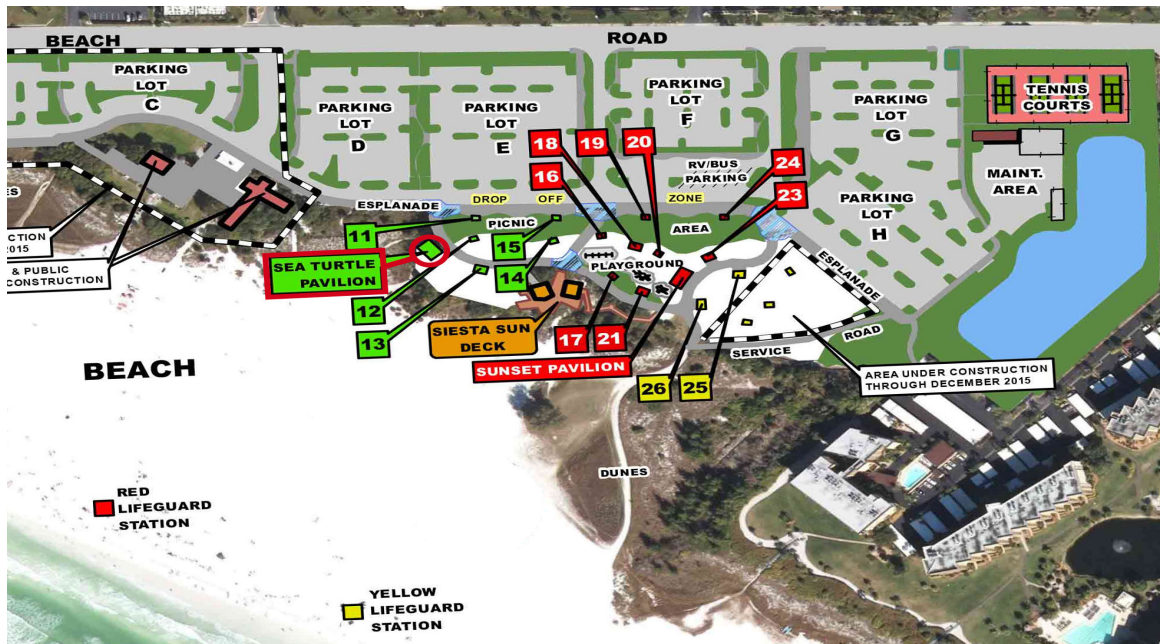 BEACH
ROAD
PARKING
LOT
C
PARKING
LOT
D
PARKING
LOT
E
PARKING
LOT
F
PARKING
LOT
G
TENNIS
COURTS
18
19
20
24
16
23
RV/BUS
PARKING
MAINT.
AREA
ESPLANADE
DROP
OFF
ZONE
PARKING
LOT
H
11
PICNIC
AREA
15
CTION
2015
SEA TURTLE
PAVILION
14
PLAYGROUND
ESPLANADE
& PUBLIC
CONSTRUCTION
12
13
SIESTA SUN
DECK
17
21
SERVICE
ROAD
SUNSET PAVILION
BEACH
26
25
AREA UNDER CONSTRUCTION
THROUGH DECEMBER 2015
DUNES
RED
LIFEGUARD
STATION
YELLOW
LIFEGUARD
STATION